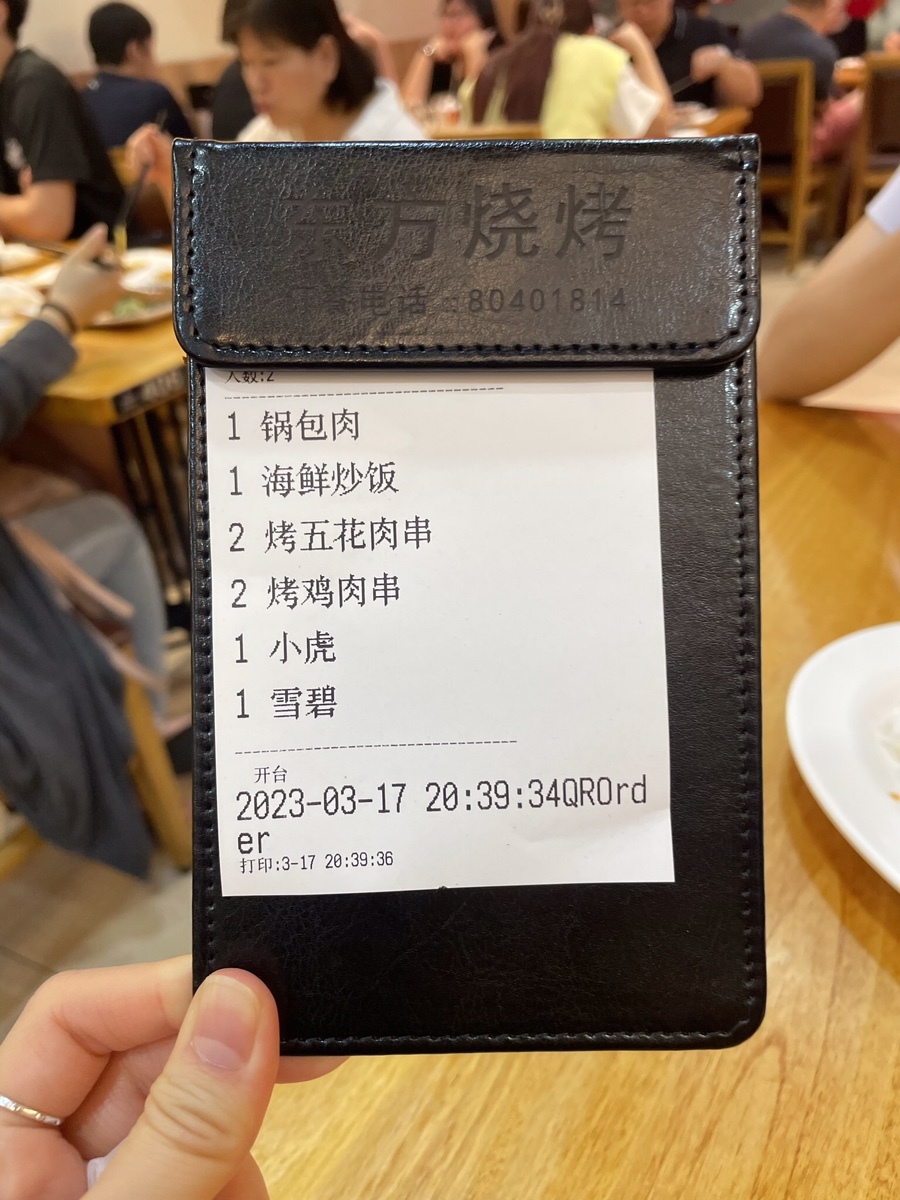 方烧烤
电话：80401814
人数:2
1 锅包肉
1 海鲜炒饭
2 烤五花肉串
2 烤鸡肉串
1 小虎
1 雪碧
开台
2023-03-17 20:39:34QROrd
er
打印:3-17 20:39:36